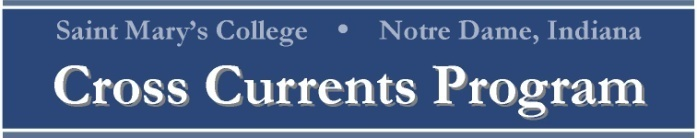 Saint Mary's College • Notre Dame, Indiana
Cross Currents Program